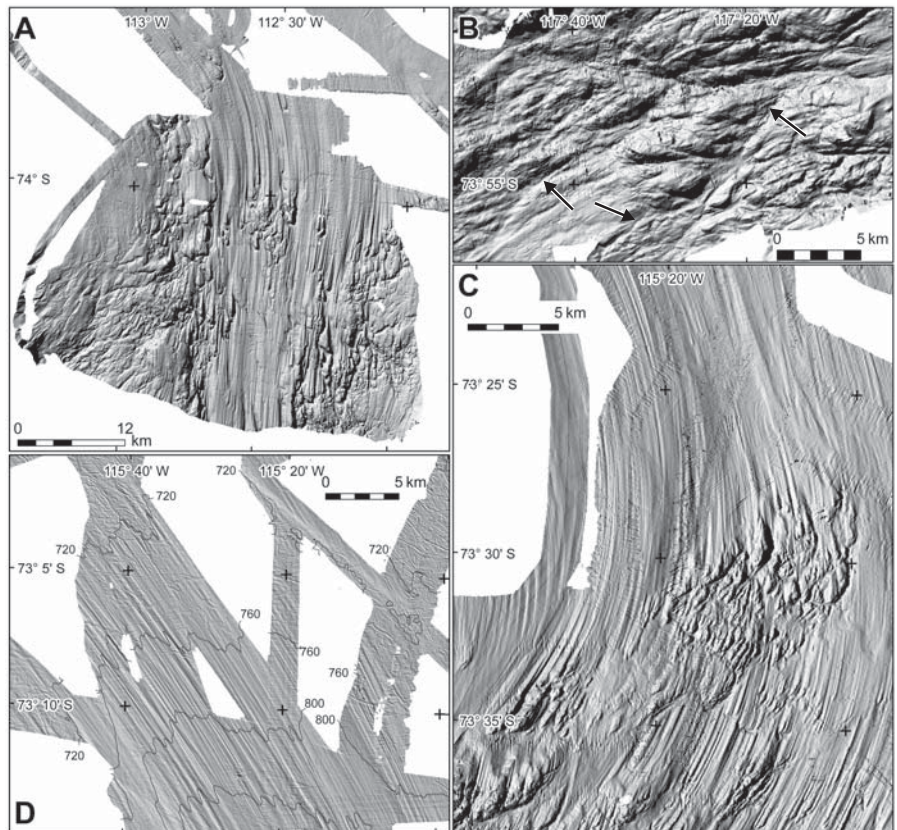 A
113° W
112° 30' W
74° S
0
12
km
B
117° 40' W
117° 20' W
73° 55' S
0
5
km
C
115° 20' W
0
5
km
73° 25' S
73° 30' S
73° 35' S
D
115° 40' W
115° 20' W
0
5
km
720
720
720
720
73° 5' S
760
760
760
73° 10' S
800
800
720